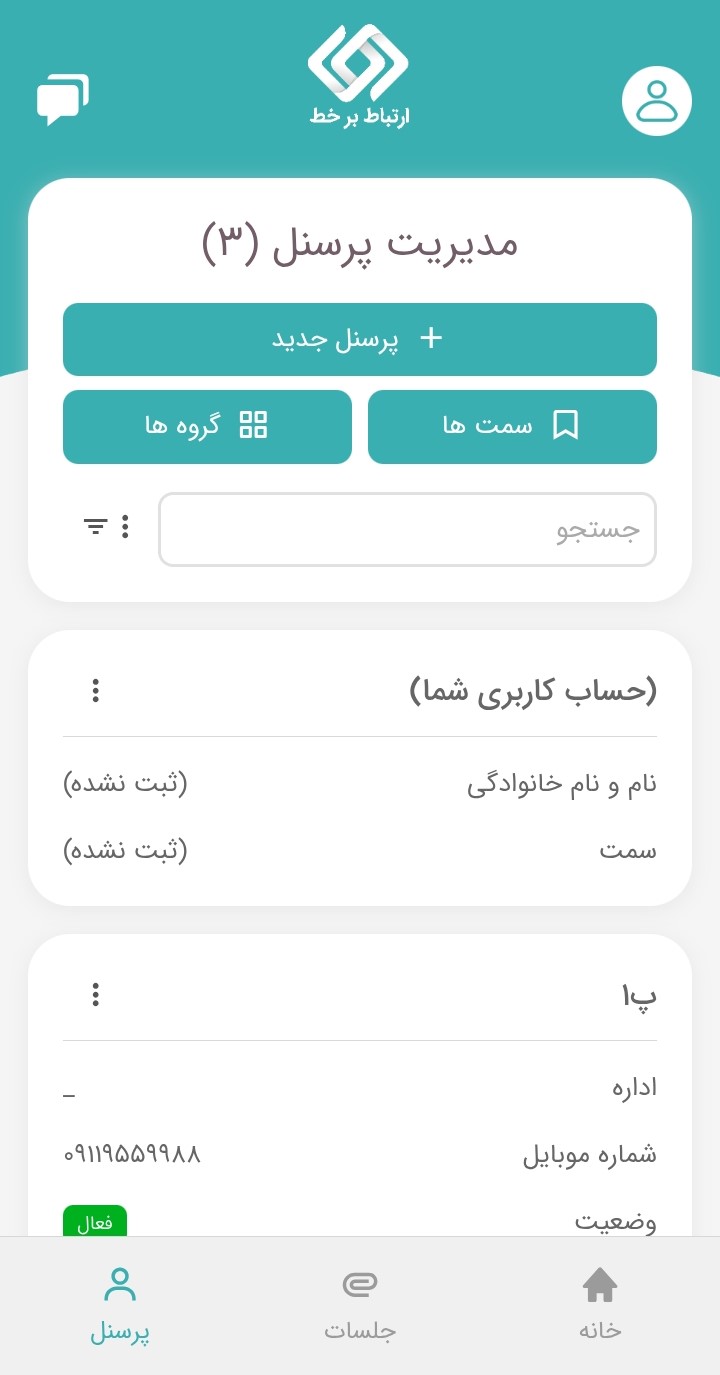 ارتباط بر خط
مدیریت پرسنل (۳)
+ پرسنل جدید
سمت ها
گروه ها
جستجو
(حساب کاربری شما)
نام و نام خانوادگی (ثبت نشده)
سمت (ثبت نشده)
پ۱
اداره _
شماره موبایل ۰۹۱۱۹۵۵۹۹۸۸
وضعیت فعال
خانه جلسات پرسنل